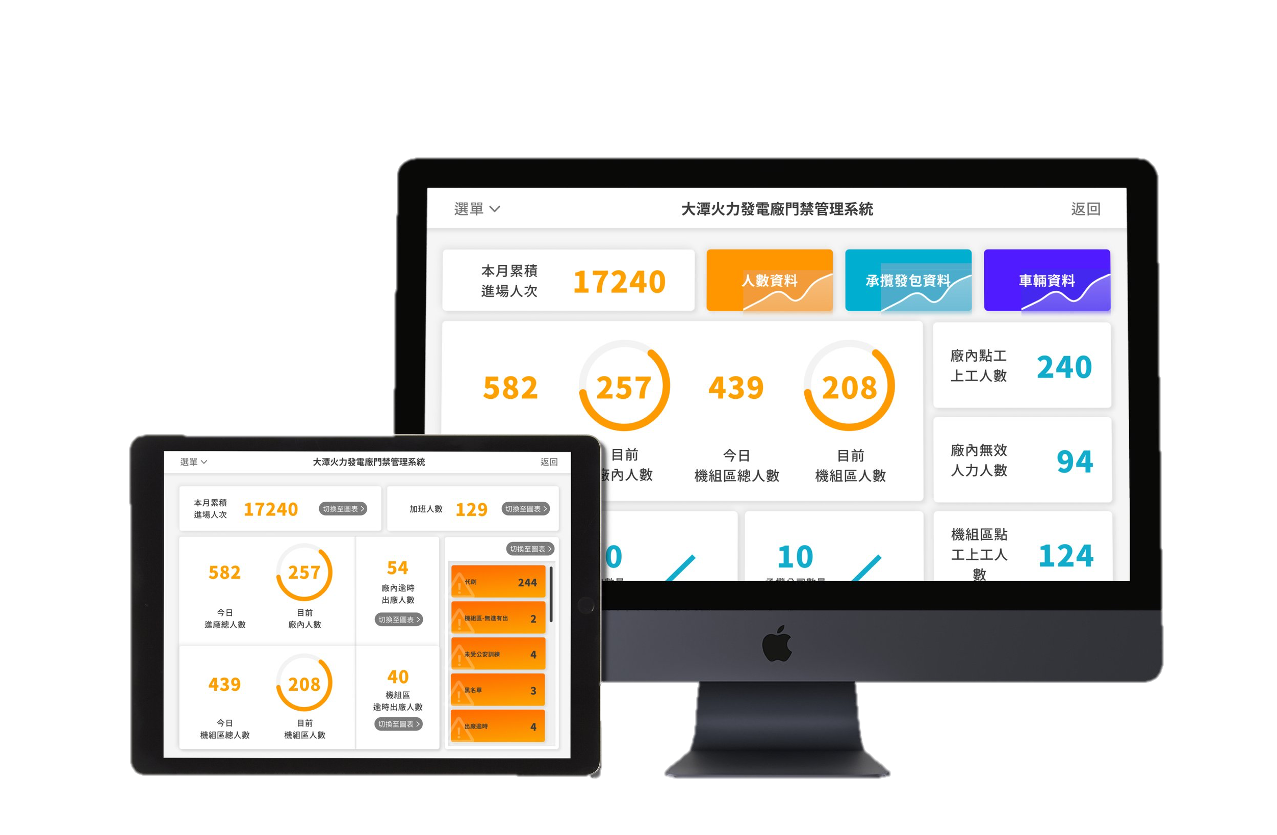 選單
大潭火力發電廠門禁管理系統
返回
本月累積
進場人次
17240
人數資料
承攬發包資料
車輛資料
582
257
439
208
目前
廠內人數
今日
機組區總人數
目前
機組區人數
廠內點工
上工人數
240
廠內無效
人力人數
94
機組區點
工上工人
數
124
0
數量
10
承攬公司數量
選單
大潭火力發電廠門禁管理系統
返回
本月累積
進場人次
17240
切換至圖表
加班人數
129
切換至圖表
582
今日
進廠總人數
257
目前
廠內人數
54
廠內逾時
出廠人數
切換至圖表
439
今日
機組區總人數
208
目前
機組區人數
40
機組區
逾時出廠人數
切換至圖表
切換至圖表
代刷
244
機組區-無進有出
2
未受公安訓練
4
黑名單
3
出廠逾時
4